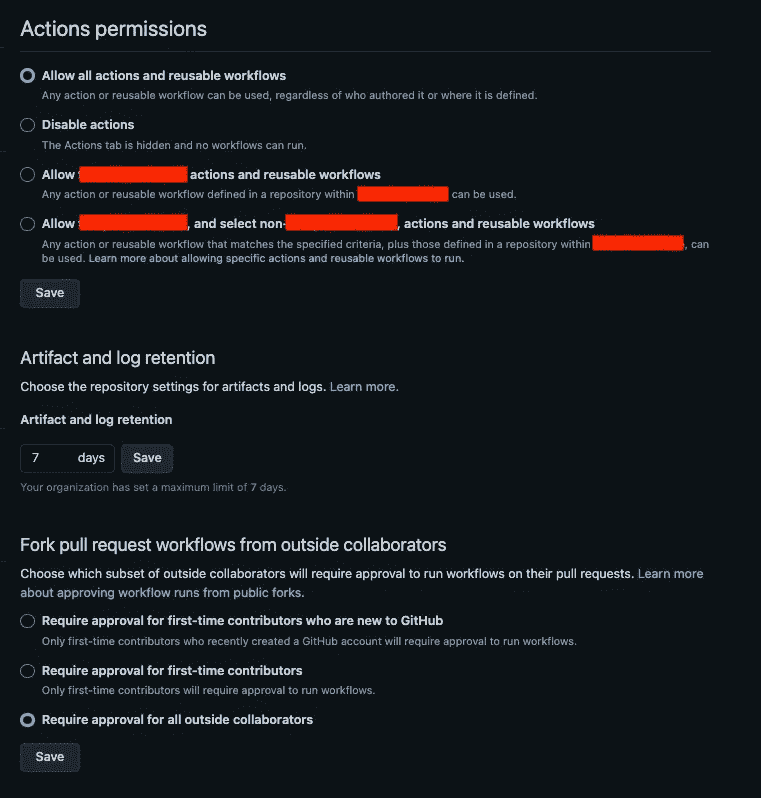 Actions permissions
Allow all actions and reusable workflows
Any action or reusable workflow can be used, regardless of who authored it or where it is defined.
Disable actions
The Actions tab is hidden and no workflows can run.
Allow actions and reusable workflows
Any action or reusable workflow defined in a repository within can be used.
Allow , and select non- , actions and reusable workflows
Any action or reusable workflow that matches the specified criteria, plus those defined in a repository within , can
be used. Learn more about allowing specific actions and reusable workflows to run.
Save
Artifact and log retention
Choose the repository settings for artifacts and logs. Learn more.
Artifact and log retention
7 days Save
Your organization has set a maximum limit of 7 days.
Fork pull request workflows from outside collaborators
Choose which subset of outside collaborators will require approval to run workflows on their pull requests. Learn more
about approving workflow runs from public forks.
Require approval for first-time contributors who are new to GitHub
Only first-time contributors who recently created a GitHub account will require approval to run workflows.
Require approval for first-time contributors
Only first-time contributors will require approval to run workflows.
Require approval for all outside collaborators
Save